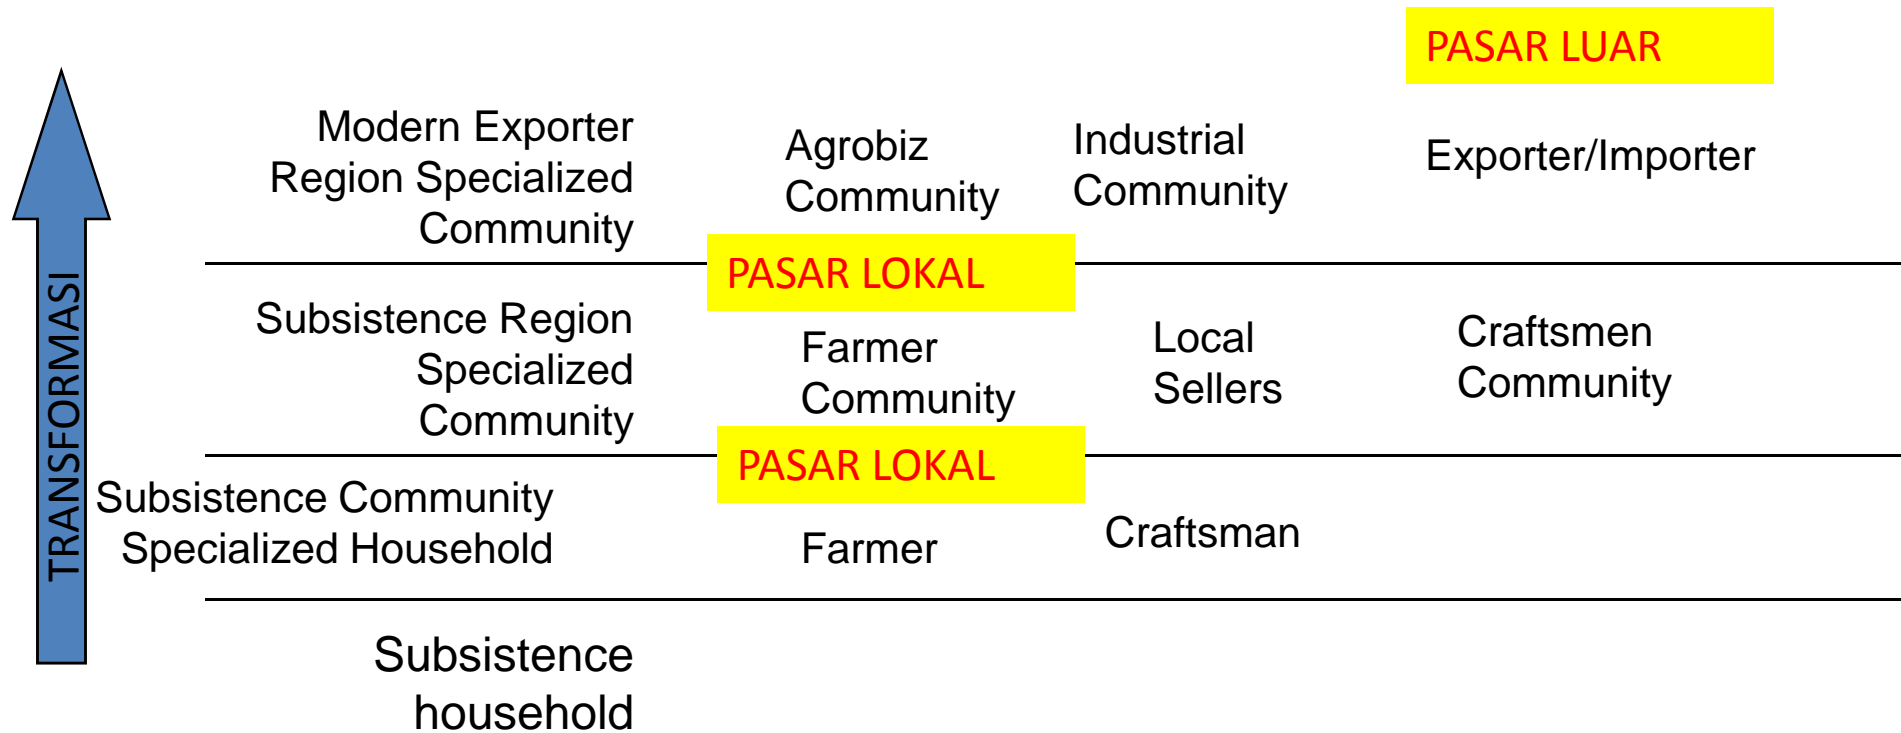 PASAR LUAR
TRANSFORMASI
Modern Exporter
Region Specialized
Community
Agrobiz
Community
Industrial
Community
Exporter/Importer
PASAR LOKAL
Subsistence Region
Specialized
Community
Farmer
Community
Local
Sellers
Craftsmen
Community
PASAR LOKAL
Subsistence Community
Specialized Household
Farmer
Craftsman
Subsistence
household